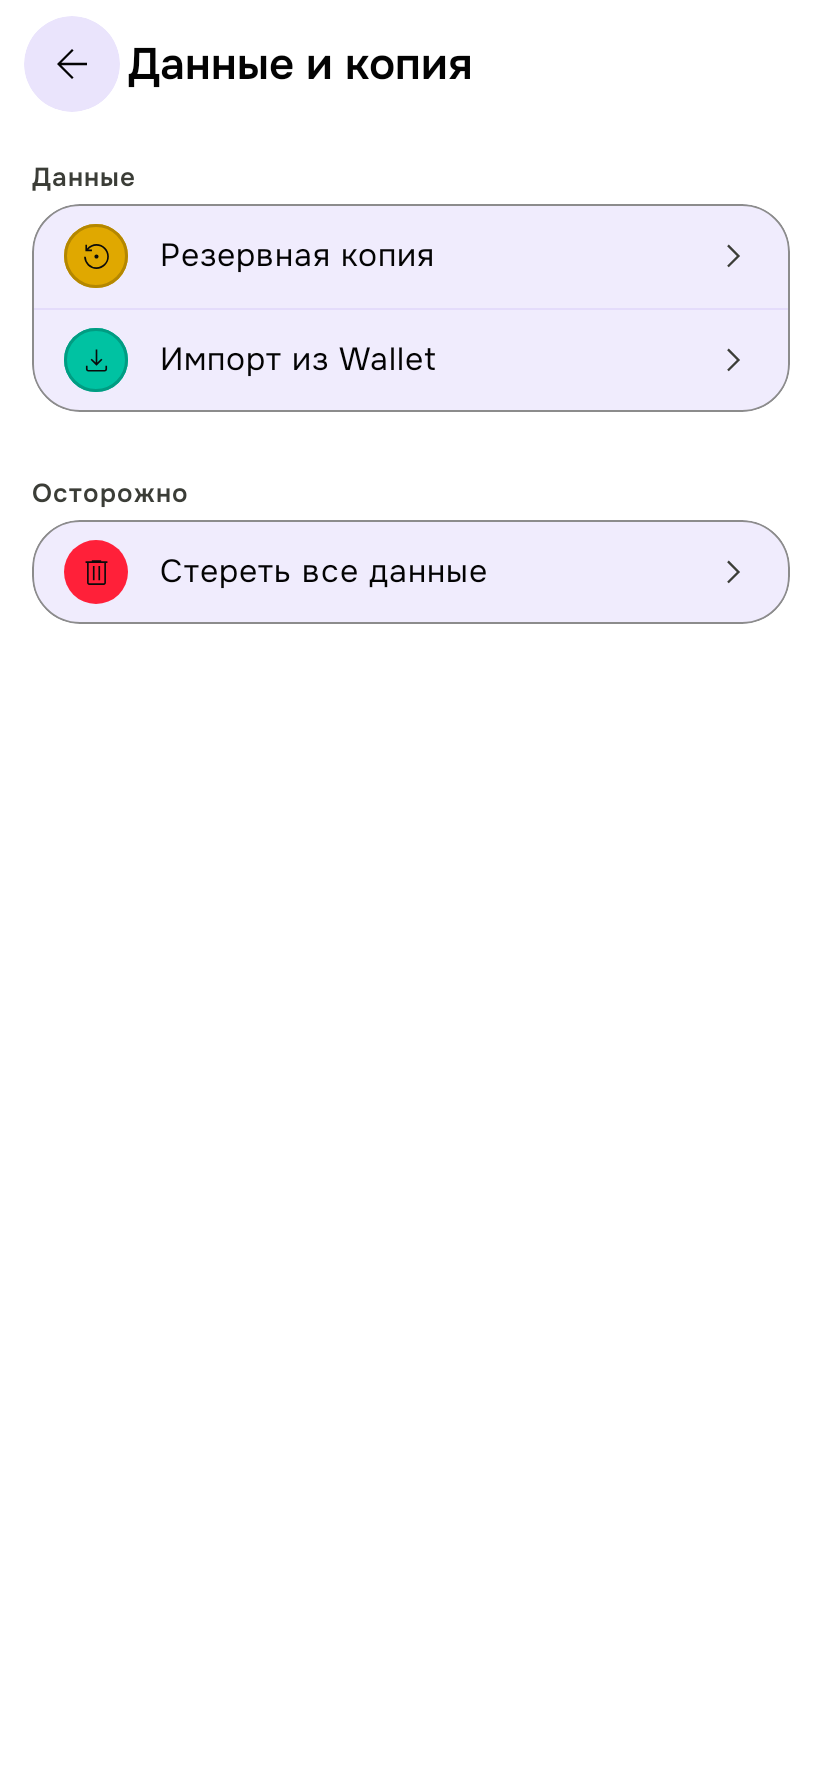 Данные и копия
Данные
Резервная копия
Импорт из Wallet
Осторожно
Стереть все данные